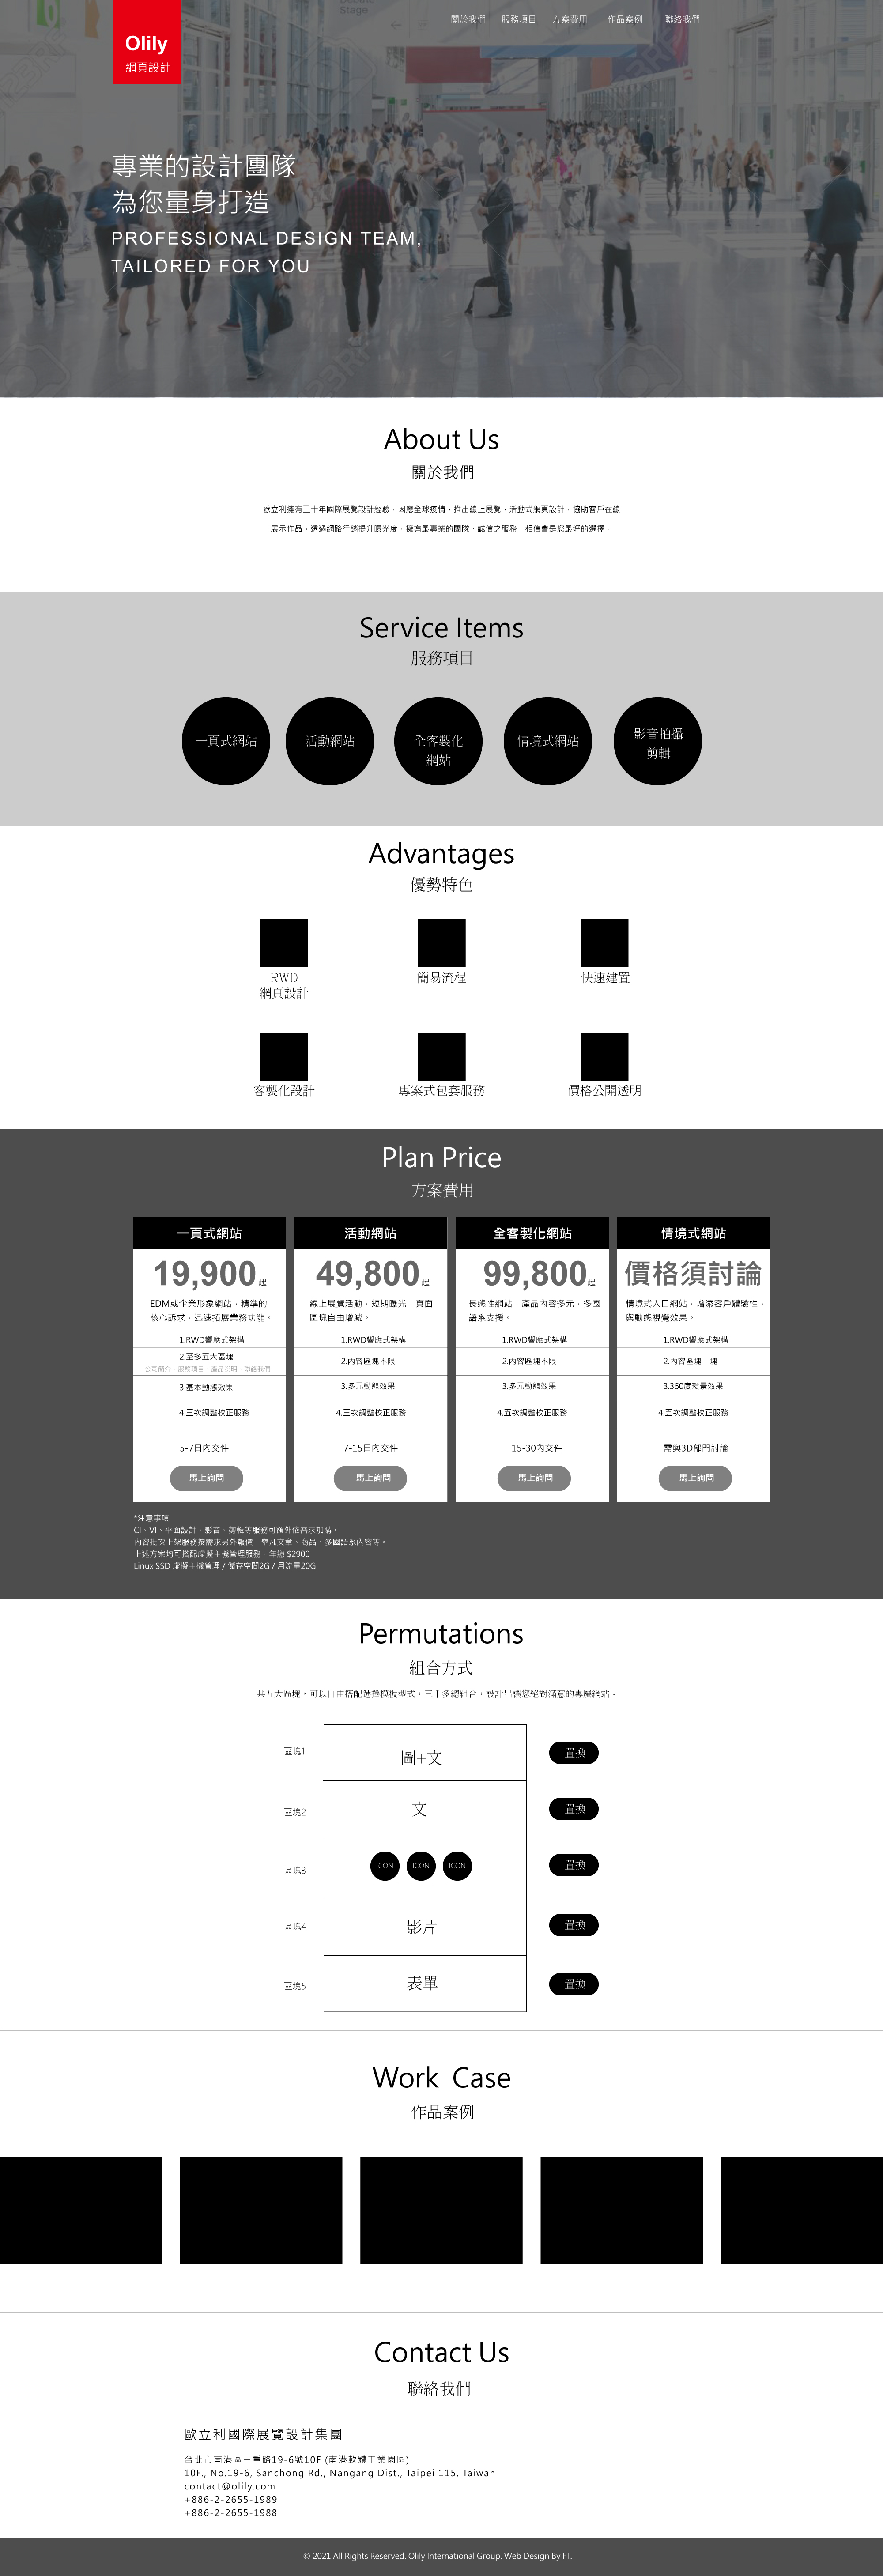 Stage
關於我們 服務項目 方案費用 作品案例 聯絡我們
Olily
網頁設計
專業的設計團隊
為您量身打造
PROFESSIONAL DESIGN TEAM,
TAILORED FOR YOU
About Us
關於我們
歐立利擁有三十年國際展覽設計經驗，因應全球疫情，推出線上展覽，活動式網頁設計，協助客戶在線
展示作品，透過網路行銷提升曝光度，擁有最專業的團隊、誠信之服務，相信會是您最好的選擇。
Service Items
服務項目
一頁式網站
活動網站
全客製化
網站
情境式網站
影音拍攝
剪輯
Advantages
優勢特色
RWD
網頁設計
簡易流程
快速建置
客製化設計
專案式包套服務
價格公開透明
Plan Price
方案費用
一頁式網站
19,900起
EDM或企業形象網站，精準的
核心訴求，迅速拓展業務功能。
1.RWD響應式架構
2.至多五大區塊
公司簡介、服務項目、產品說明、聯絡我們
3.基本動態效果
4.三次調整校正服務
5-7日內交件
馬上詢問
活動網站
49,800起
線上展覽活動，短期曝光，頁面
區塊自由增減。
1.RWD響應式架構
2.內容區塊不限
3.多元動態效果
4.三次調整校正服務
7-15日內交件
馬上詢問
全客製化網站
99,800起
長態性網站，產品內容多元，多國
語系支援。
1.RWD響應式架構
2.內容區塊不限
3.多元動態效果
4.五次調整校正服務
15-30內交件
馬上詢問
情境式網站
價格須討論
情境式入口網站，增添客戶體驗性，
與動態視覺效果。
1.RWD響應式架構
2.內容區塊一塊
3.360度環景效果
4.五次調整校正服務
需與3D部門討論
馬上詢問
*注意事項
CI、VI、平面設計、影音、剪輯等服務可額外依需求加購。
內容批次上架服務按需求另外報價，舉凡文章、商品、多國語系內容等。
上述方案均可搭配虛擬主機管理服務，年繳 $2900
Linux SSD 虛擬主機管理 / 儲存空間2G / 月流量20G
Permutations
組合方式
共五大區塊，可以自由搭配選擇模板型式，三千多總組合，設計出讓您絕對滿意的專屬網站。
區塊1 圖+文 置換
區塊2 文 置換
區塊3 ICON ICON ICON 置換
區塊4 影片 置換
區塊5 表單 置換
Work Case
作品案例
Contact Us
聯絡我們
歐立利國際展覽設計集團
台北市南港區三重路19-6號10F (南港軟體工業園區)
10F., No.19-6, Sanchong Rd., Nangang Dist., Taipei 115, Taiwan
contact@olily.com
+886-2-2655-1989
+886-2-2655-1988
© 2021 All Rights Reserved. Olily International Group. Web Design By FT.